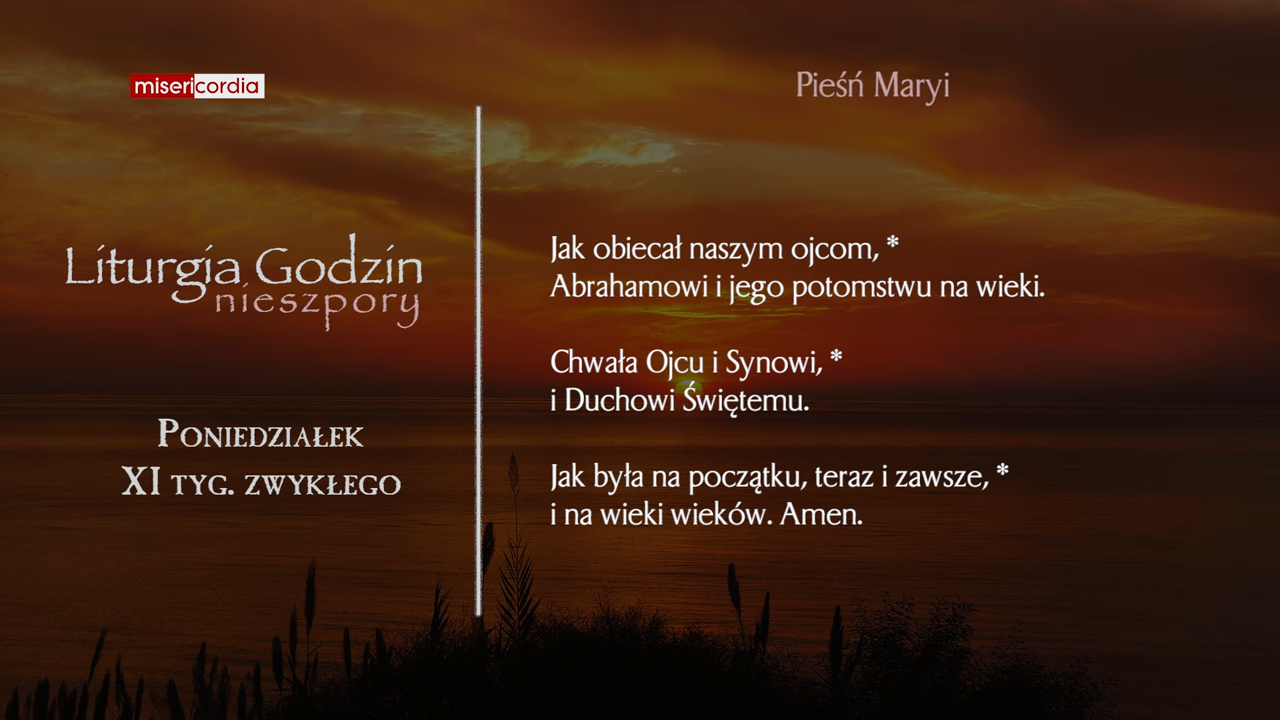 misericordia
Liturgia Godzin
nieszpory
Poniedziałek
XI tyg. zwykłego
Pieśń Maryi
Jak obiecał naszym ojcom, *
Abrahamowi i jego potomstwu na wieki.
Chwała Ojcu i Synowi, *
i Duchowi Świętemu.
Jak była na początku, teraz i zawsze, *
i na wieki wieków. Amen.